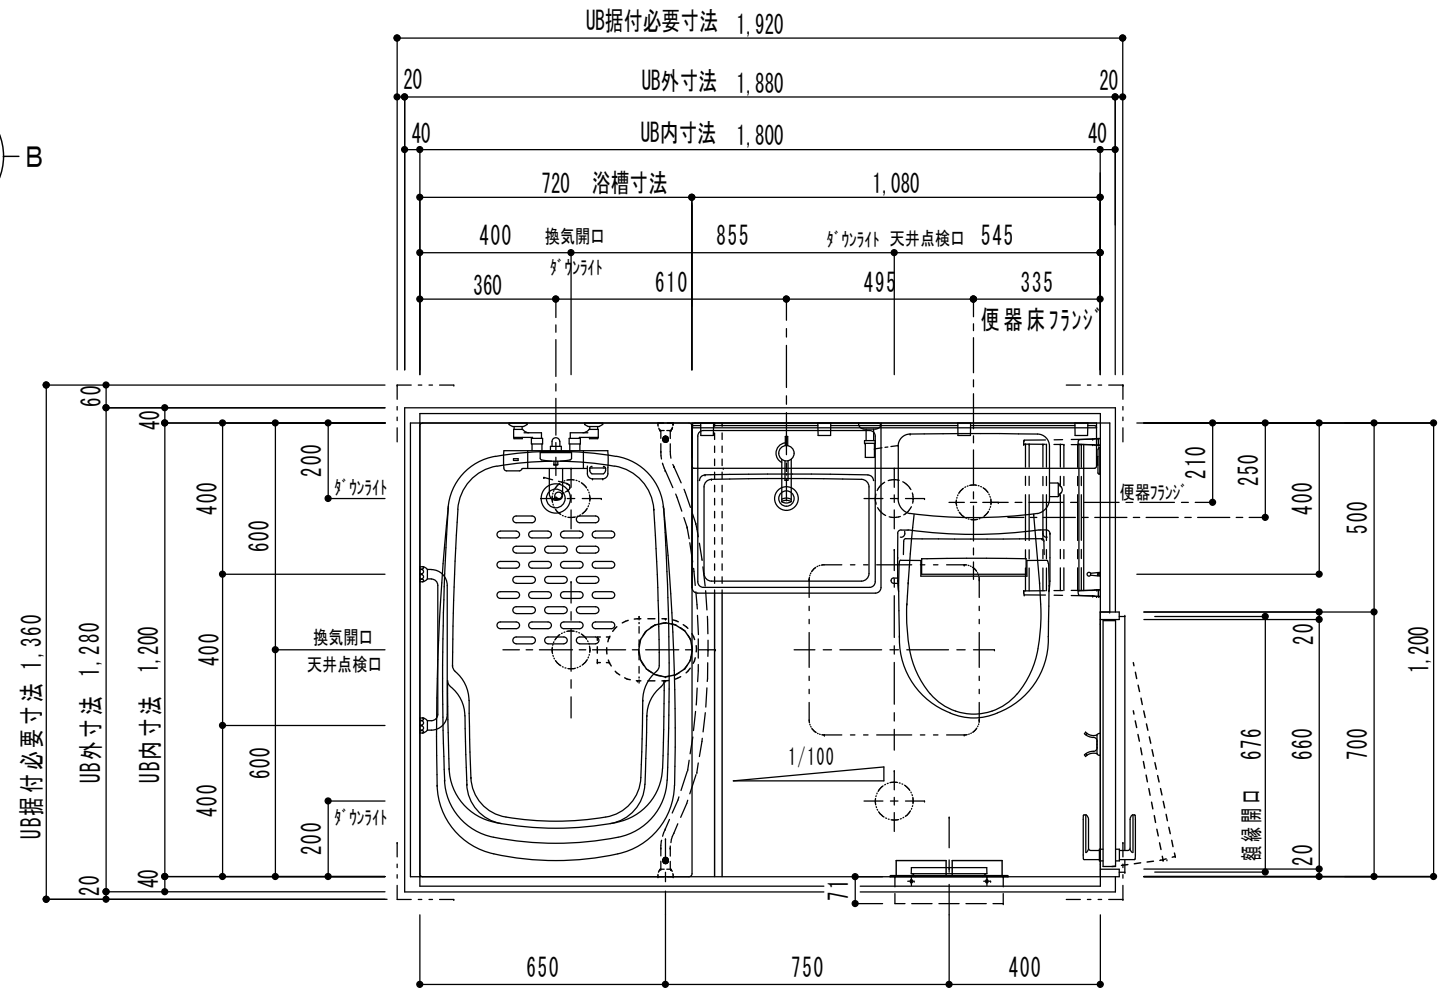 UB据付必要寸法 1,920
20 UB外寸法 1,880 20
B
40 UB内寸法 1,800 40
720 浴槽寸法 1,080
400 換気開口 855 ダウンライト 天井点検口 545
ダウンライト
360 610 495 335
便器床フランジ
60
40
200
400
600
ダウンライト
400
換気開口
天井点検口
UB据付必要寸法 1,360
UB外寸法 1,280
UB内寸法 1,200
600
400
200
ダウンライト
20
40
1/100
71
210
250
400
500
便器フランジ
20
1,200
額縁開口 676
660
700
20
650 750 400